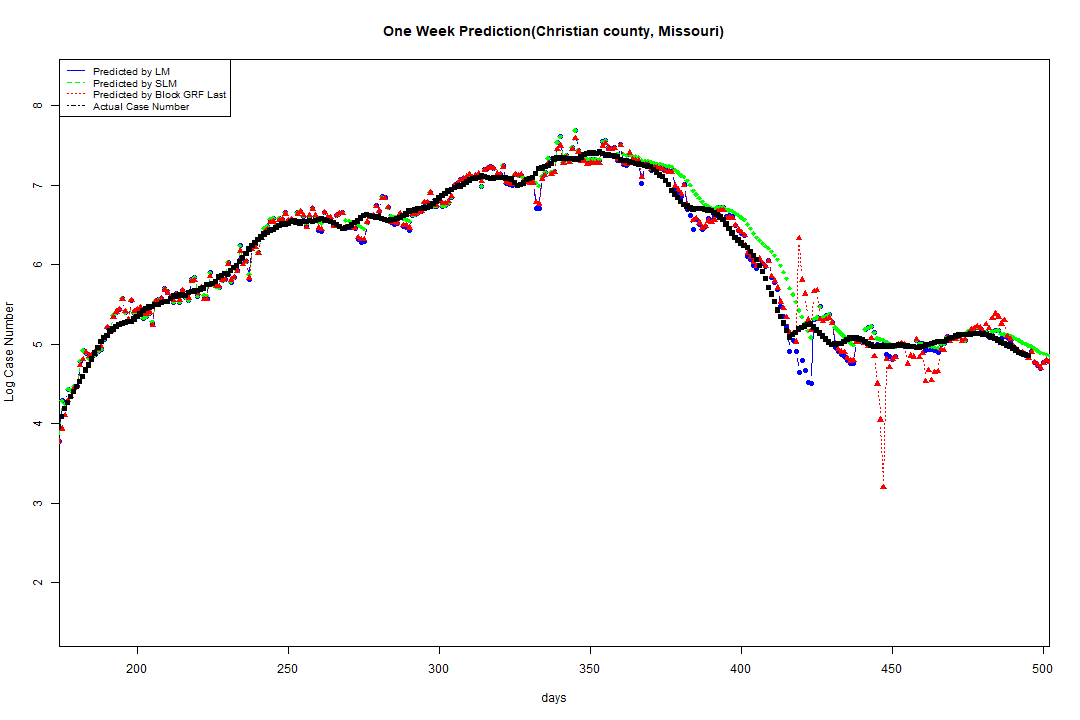 One Week Prediction(Christian county, Missouri)
Predicted by LM
Predicted by SLM
Predicted by Block GRF Last
Actual Case Number
8
7
6
5
4
3
2
Log Case Number
200 250 300 350 400 450 500
days